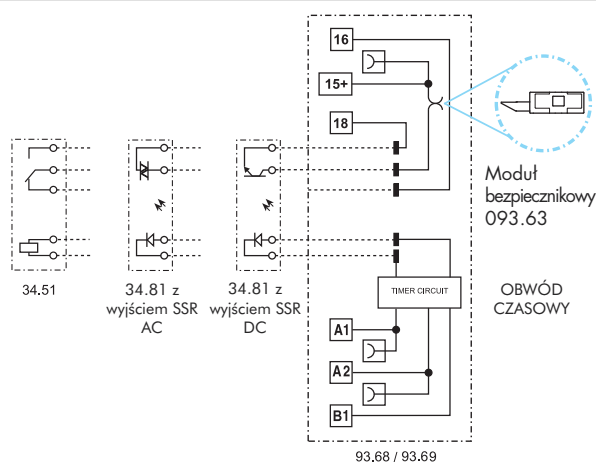 16
15+
18
Moduł
bezpiecznikowy
093.63
34.51
34.81 z
wyjściem SSR
AC
34.81 z
wyjściem SSR
DC
TIMER CIRCUIT
OBWÓD
CZASOWY
A1
A2
B1
93.68 / 93.69